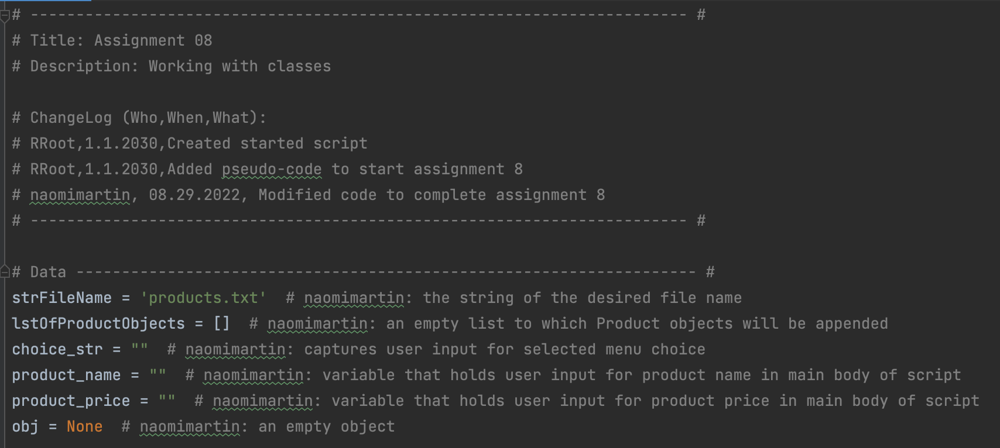 # ------------------------------------------------------------------------ #
# Title: Assignment 08
# Description: Working with classes
# ChangeLog (Who,When,What):
# RRoot,1.1.2030,Created started script
# RRoot,1.1.2030,Added pseudo-code to start assignment 8
# naomimartin, 08.29.2022, Modified code to complete assignment 8
# ------------------------------------------------------------------------ #
# Data -------------------------------------------------------------------- #
strFileName = 'products.txt'  # naomimartin: the string of the desired file name
lstOfProductObjects = []  # naomimartin: an empty list to which Product objects will be appended
choice_str = ""  # naomimartin: captures user input for selected menu choice
product_name = ""  # naomimartin: variable that holds user input for product name in main body of script
product_price = ""  # naomimartin: variable that holds user input for product price in main body of script
obj = None  # naomimartin: an empty object